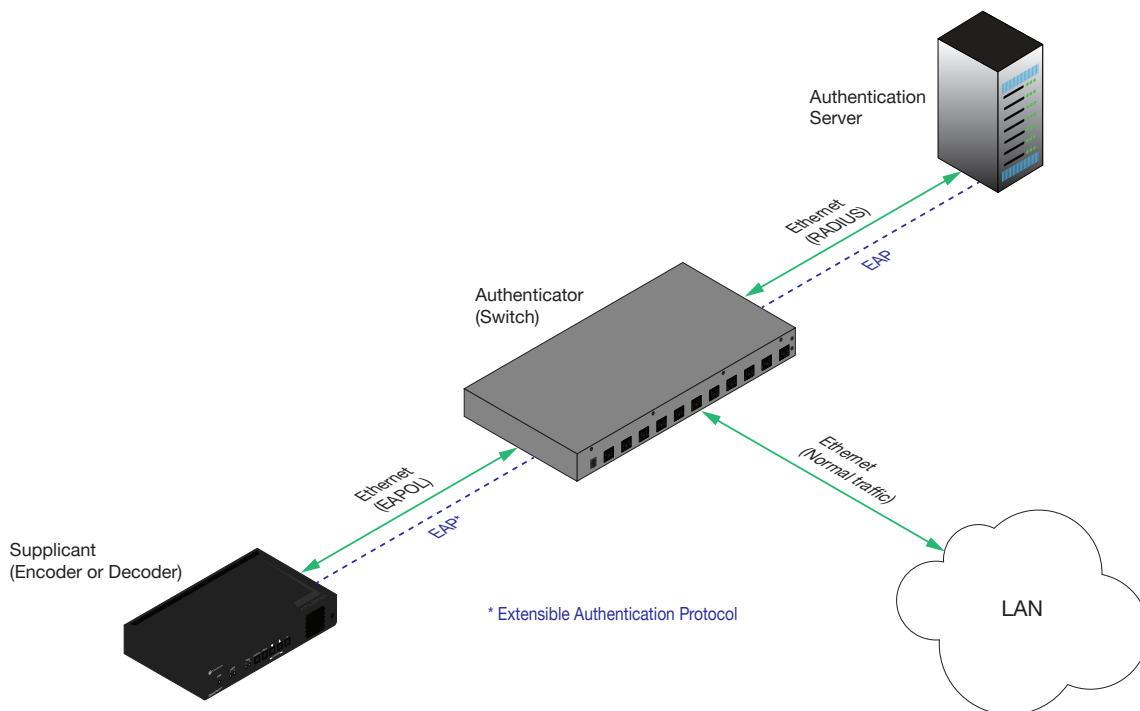 Authentication
Server
Ethernet
(RADIUS)
EAP
Authenticator
(Switch)
Ethernet
(Normal traffic)
Ethernet
(EAPOL)
EAP*
Supplicant
(Encoder or Decoder)
* Extensible Authentication Protocol
LAN